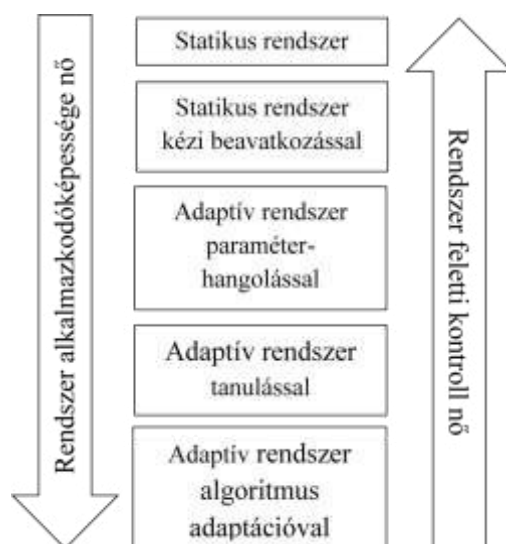 Rendszer alkalmazkodóképessége nő
Statikus rendszer
Statikus rendszer
kézi beavatkozással
Adaptív rendszer
paraméter-
hangolással
Adaptív rendszer
tanulással
Adaptív rendszer
algoritmus
adaptációval
Rendszer feletti kontroll nő